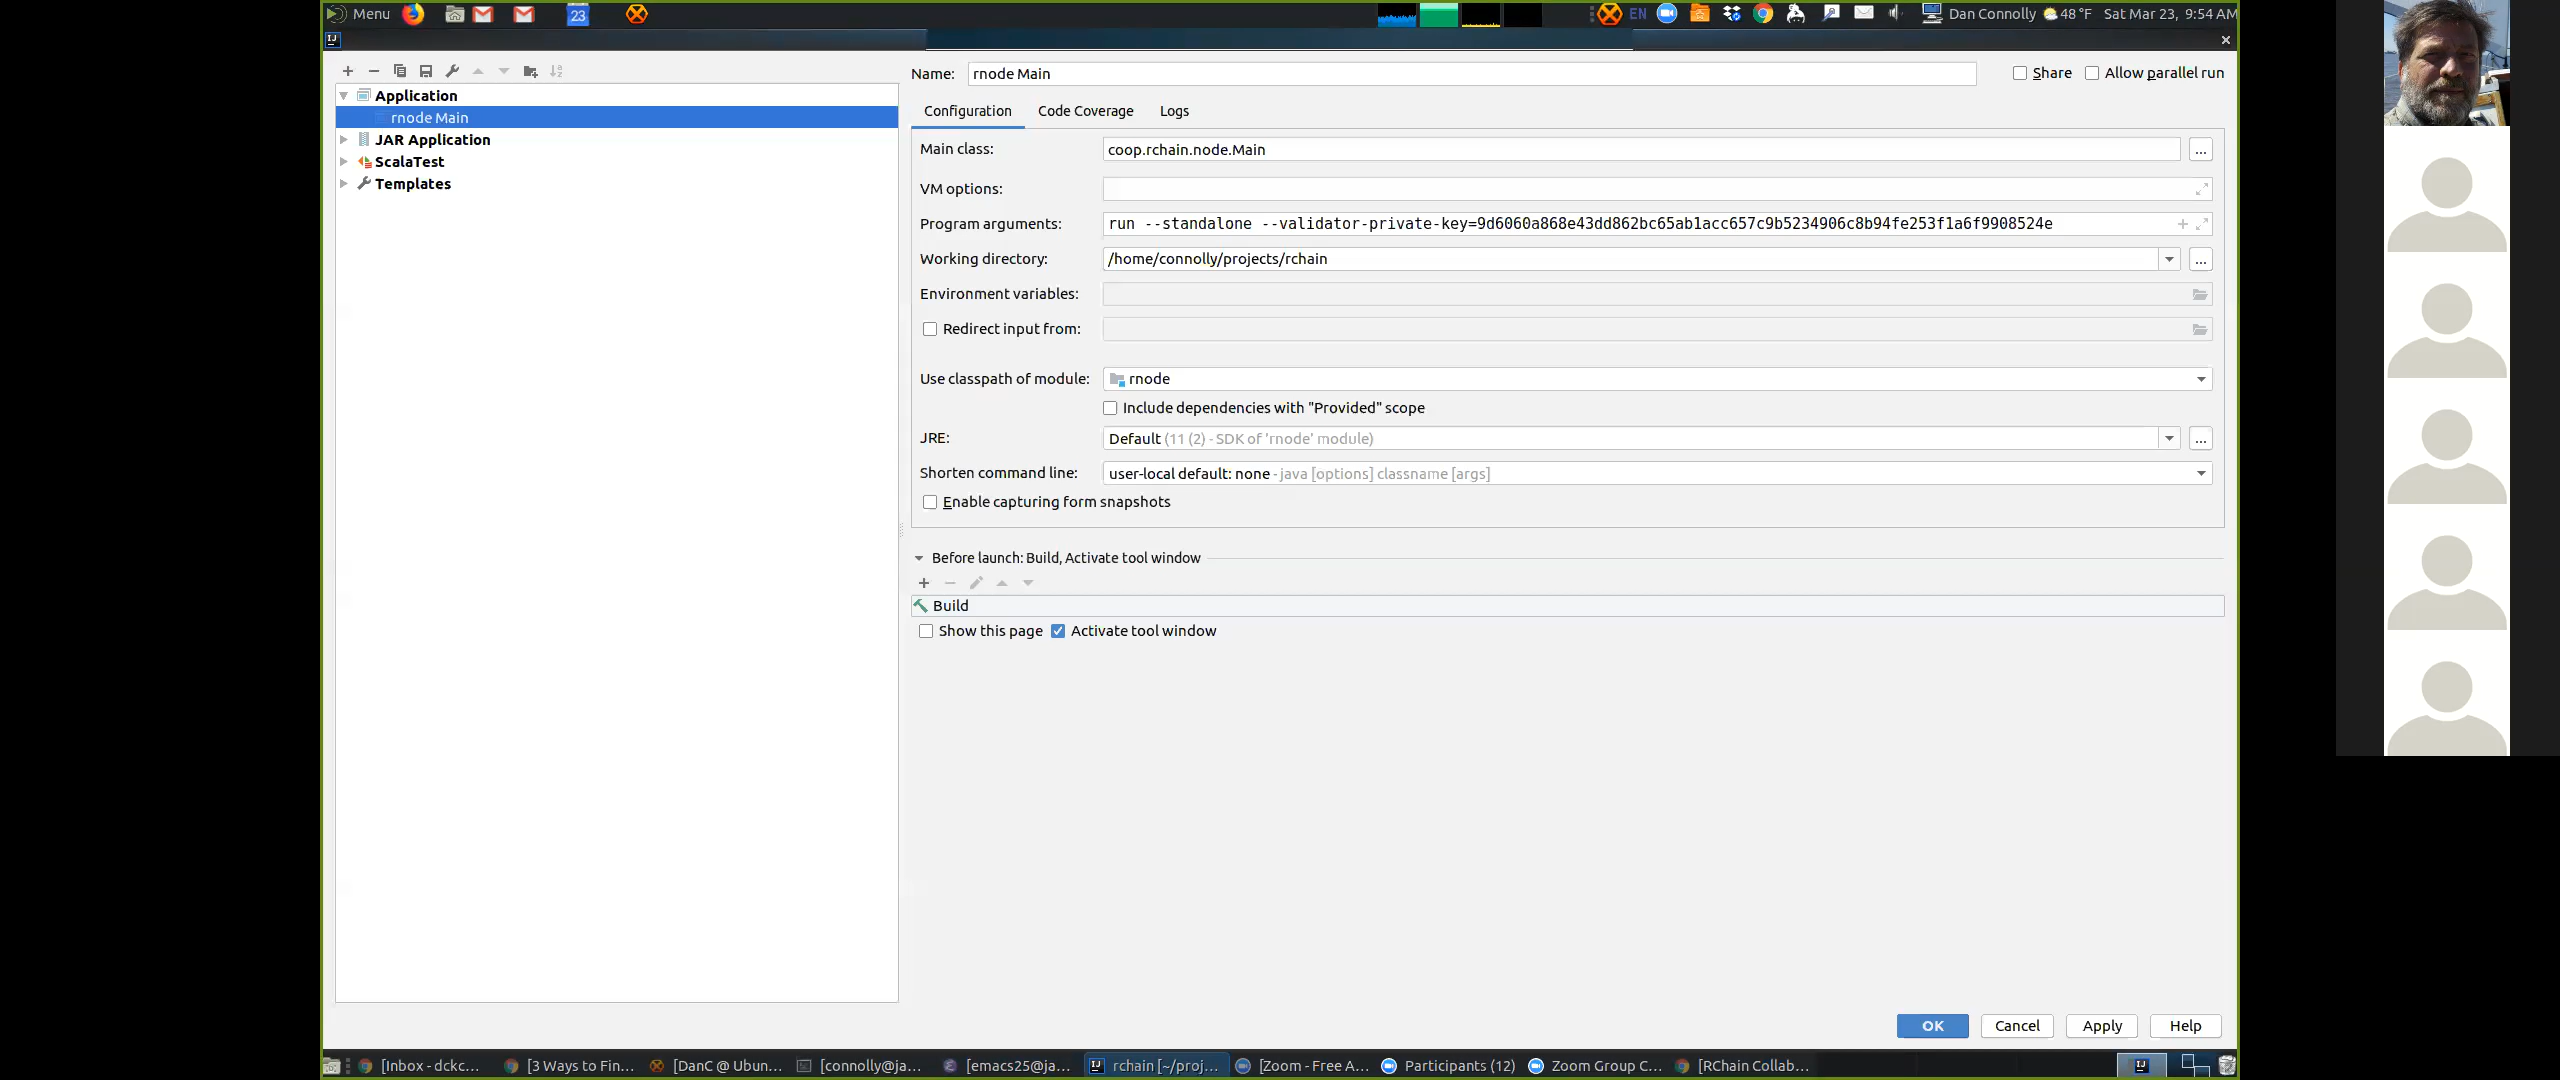 Menu
23
EN
Dan Connolly
48 °F
Sat Mar 23, 9:54 AM
IJ
Name:
rnode Main
Share
Allow parallel run
Application
rnode Main
JAR Application
ScalaTest
Templates
Configuration
Code Coverage
Logs
Main class:
coop.rchain.node.Main
...
VM options:
Program arguments:
run --standalone --validator-private-key=9d6060a868e43dd862bc65ab1acc657c9b5234906c8b94fe253f1a6f9908524e
Working directory:
/home/connolly/projects/rchain
...
Environment variables:
Redirect input from:
Use classpath of module:
rnode
Include dependencies with "Provided" scope
JRE:
Default (11 (2) - SDK of 'rnode' module)
...
Shorten command line:
user-local default: none - java [options] classname [args]
Enable capturing form snapshots
Before launch: Build, Activate tool window
Build
Show this page
Activate tool window
OK
Cancel
Apply
Help
[Inbox - dckc...
[3 Ways to Fin...
[DanC @ Ubun...
[connolly@ja...
[emacs25@ja...
rchain [~/proj...
[Zoom - Free A...
Participants (12)
Zoom Group C...
[RChain Collab...
IJ